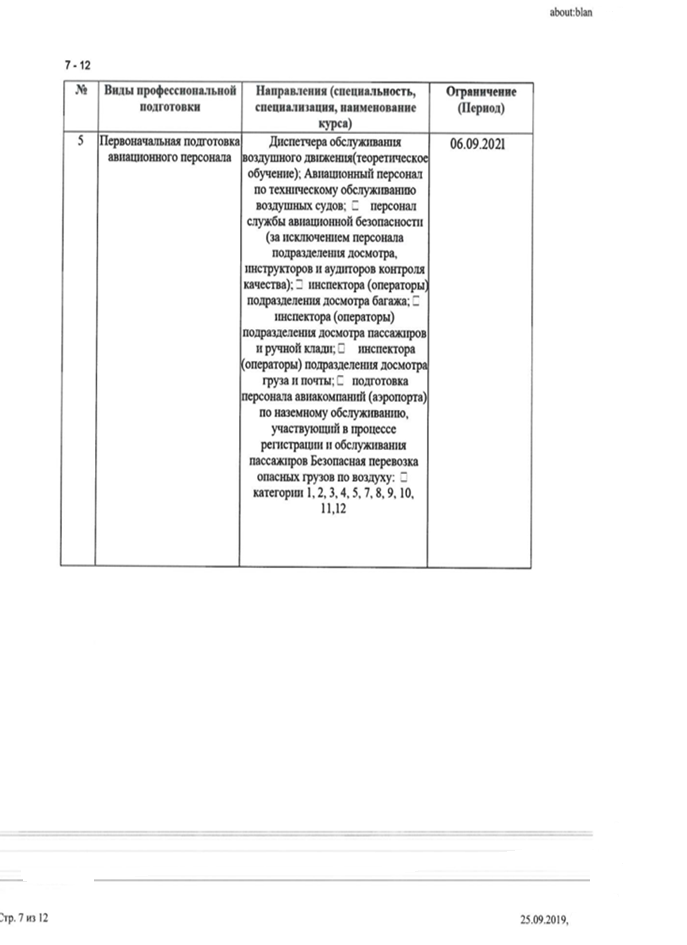 about:blan
7 - 12
№
Виды профессиональной
подготовки
Направления (специальность,
специализация, наименование
курса)
Ограничение
(Период)
5
Первоначальная подготовка
авиационного персонала
Диспетчера обслуживания
воздушного движения(теоретическое
обучение); Авиационный персонал
по техническому обслуживанию
воздушных судов; □ персонал
службы авиационной безопасности
(за исключением персонала
подразделения досмотра,
инструкторов и аудиторов контроля
качества); □ инспектора (операторы)
подразделения досмотра багажа; □
инспектора (операторы)
подразделения досмотра пассажиров
и ручной клади; □ инспектора
(операторы) подразделения досмотра
груза и почты; □ подготовка
персонала авиакомпаний (аэропорта)
по наземному обслуживанию,
участвующий в процессе
регистрации и обслуживания
пассажиров Безопасная перевозка
опасных грузов по воздуху: □
категории 1, 2, 3, 4, 5, 7, 8, 9, 10,
11,12
06.09.2021
Стр. 7 из 12
25.09.2019,